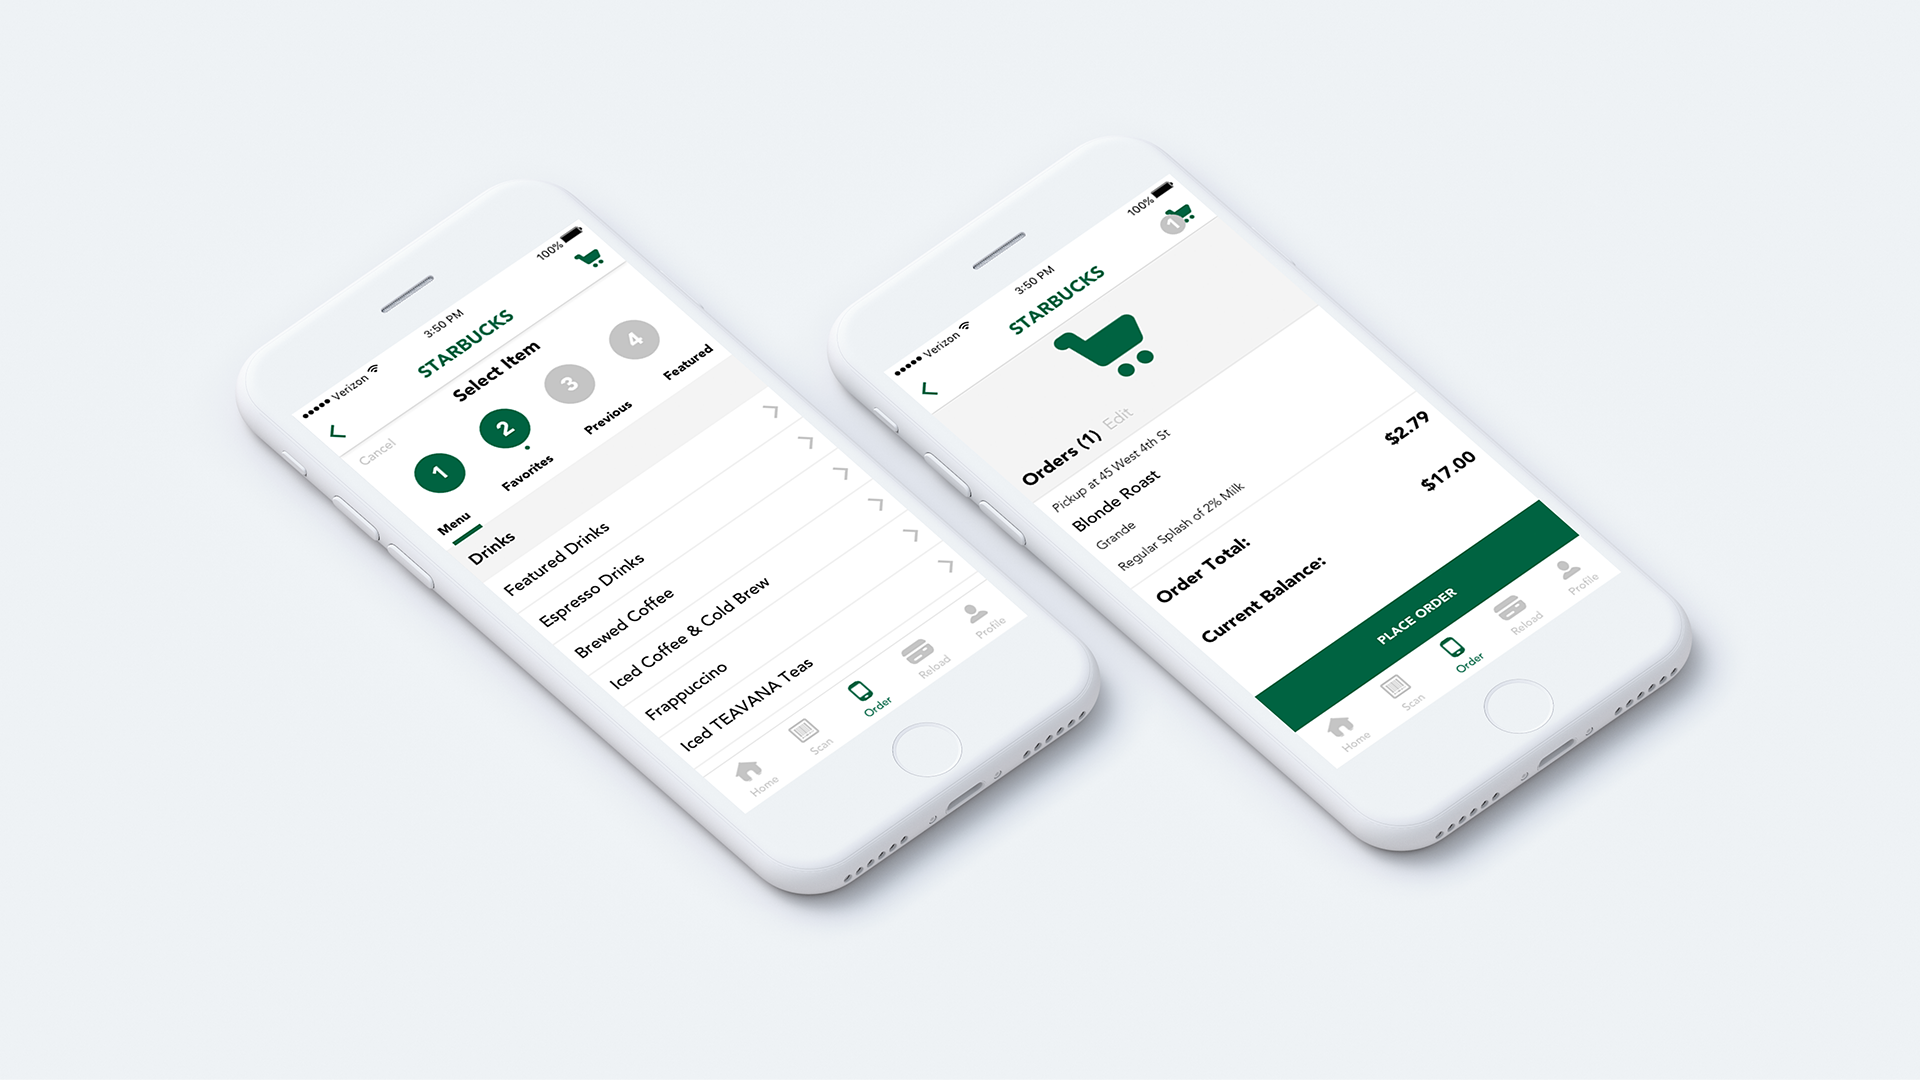 Verizon
3:50 PM
100%
STARBUCKS
Cancel
Select Item
1
2
3
4
Menu
Favorites
Previous
Featured
Drinks
Featured Drinks
Espresso Drinks
Brewed Coffee
Iced Coffee & Cold Brew
Frappuccino
Iced TEAVANA Teas
Home
Scan
Order
Reload
Profile
Verizon
3:50 PM
100%
STARBUCKS
1
Orders (1) Edit
Pickup at 45 West 4th St
Blonde Roast
Grande
Regular Splash of 2% Milk
Order Total: $2.79
Current Balance: $17.00
PLACE ORDER
Home
Scan
Order
Reload
Profile